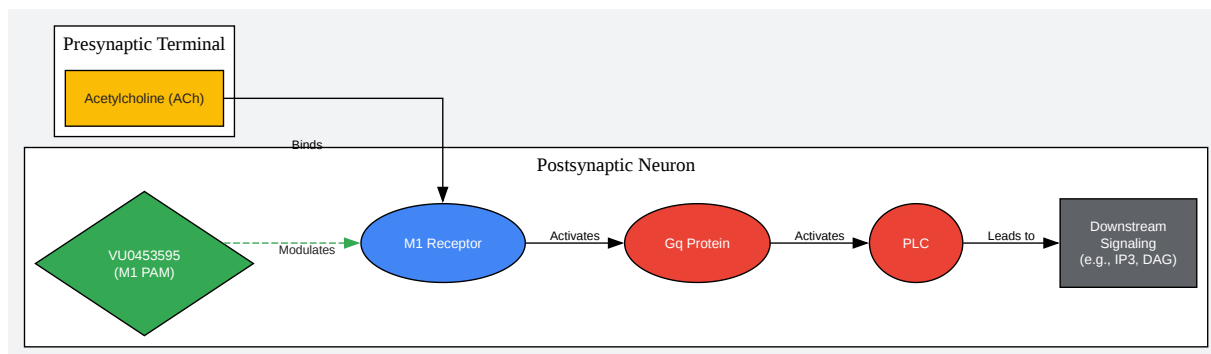 Presynaptic Terminal
Acetylcholine (ACh)
Binds
Postsynaptic Neuron
VU0453595
(M1 PAM)
Modulates
M1 Receptor
Activates
Gq Protein
Activates
PLC
Leads to
Downstream
Signaling
(e.g., IP3, DAG)